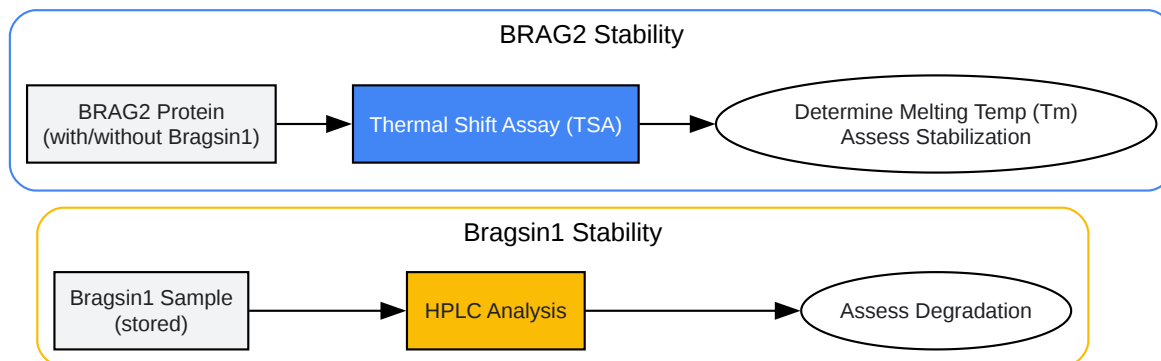 BRAG2 Stability
BRAG2 Protein
(with/without Bragsin1)
Thermal Shift Assay (TSA)
Determine Melting Temp (Tm)
Assess Stabilization
Bragsin1 Stability
Bragsin1 Sample
(stored)
HPLC Analysis
Assess Degradation